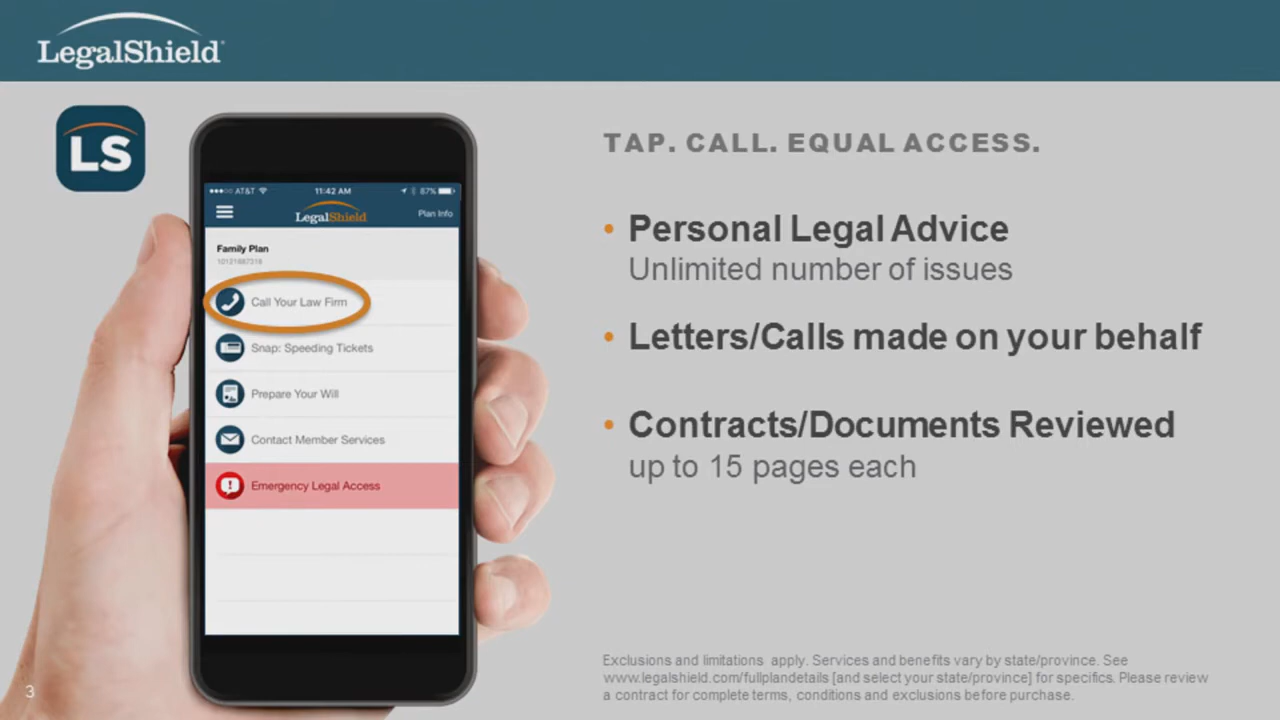 LegalShield
LS
TAP. CALL. EQUAL ACCESS.
AT&T 11:42 AM 87%
LegalShield Plan Info
Family Plan
Call Your Law Firm
Snap: Speeding Tickets
Prepare Your Will
Contact Member Services
Emergency Legal Access
• Personal Legal Advice
Unlimited number of issues
• Letters/Calls made on your behalf
• Contracts/Documents Reviewed
up to 15 pages each
Exclusions and limitations apply. Services and benefits vary by state/province. See
www.legalshield.com/fullplandetails [and select your state/province] for specifics. Please review
a contract for complete terms, conditions and exclusions before purchase.
3